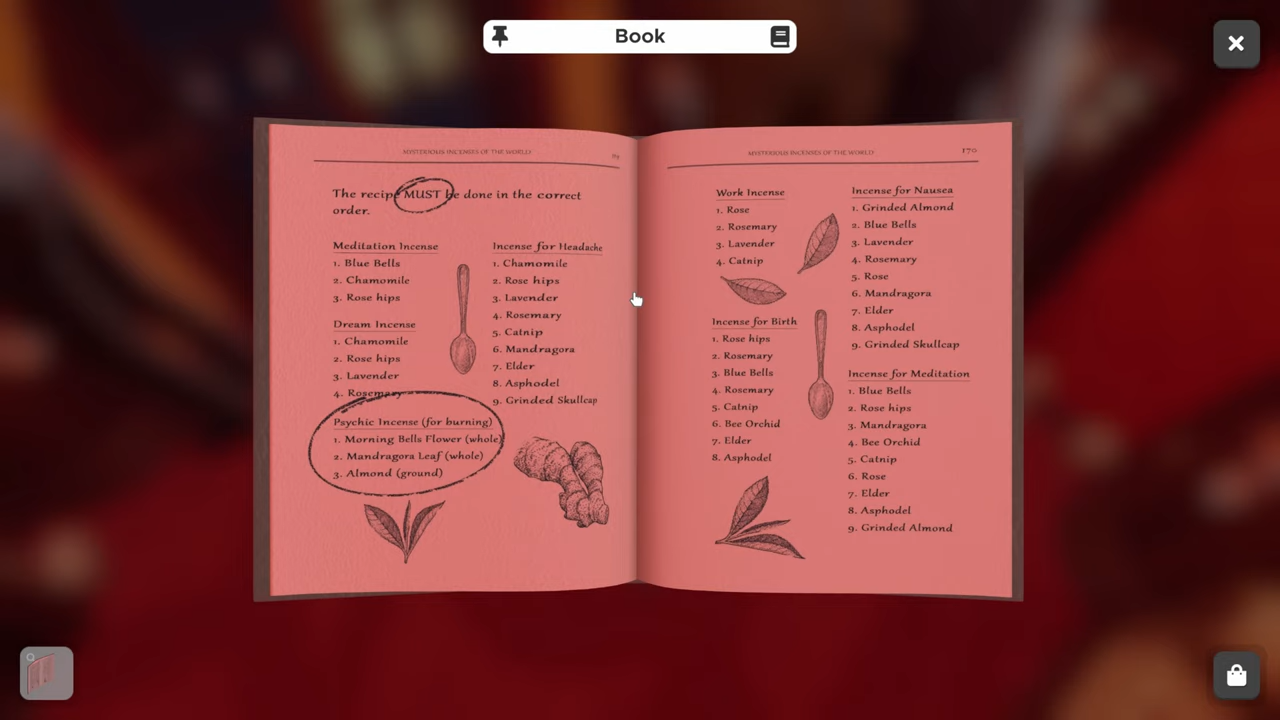 Book
MYSTERIOUS INCENSES OF THE WORLD
The recipe MUST be done in the correct
order.
Meditation Incense
1. Blue Bells
2. Chamomile
3. Rose hips
Dream Incense
1. Chamomile
2. Rose hips
3. Lavender
4. Rosemary
Psychic Incense (for burning)
1. Morning Bells Flower (whole)
2. Mandragora Leaf (whole)
3. Almond (ground)
Incense for Headache
1. Chamomile
2. Rose hips
3. Lavender
4. Rosemary
5. Catnip
6. Mandragora
7. Elder
8. Asphodel
9. Grinded Skullcap
MYSTERIOUS INCENSES OF THE WORLD 170
Work Incense
1. Rose
2. Rosemary
3. Lavender
4. Catnip
Incense for Birth
1. Rose hips
2. Rosemary
3. Blue Bells
4. Rosemary
5. Catnip
6. Bee Orchid
7. Elder
8. Asphodel
Incense for Nausea
1. Grinded Almond
2. Blue Bells
3. Lavender
4. Rosemary
5. Rose
6. Mandragora
7. Elder
8. Asphodel
9. Grinded Skullcap
Incense for Meditation
1. Blue Bells
2. Rose hips
3. Mandragora
4. Bee Orchid
5. Catnip
6. Rose
7. Elder
8. Asphodel
9. Grinded Almond